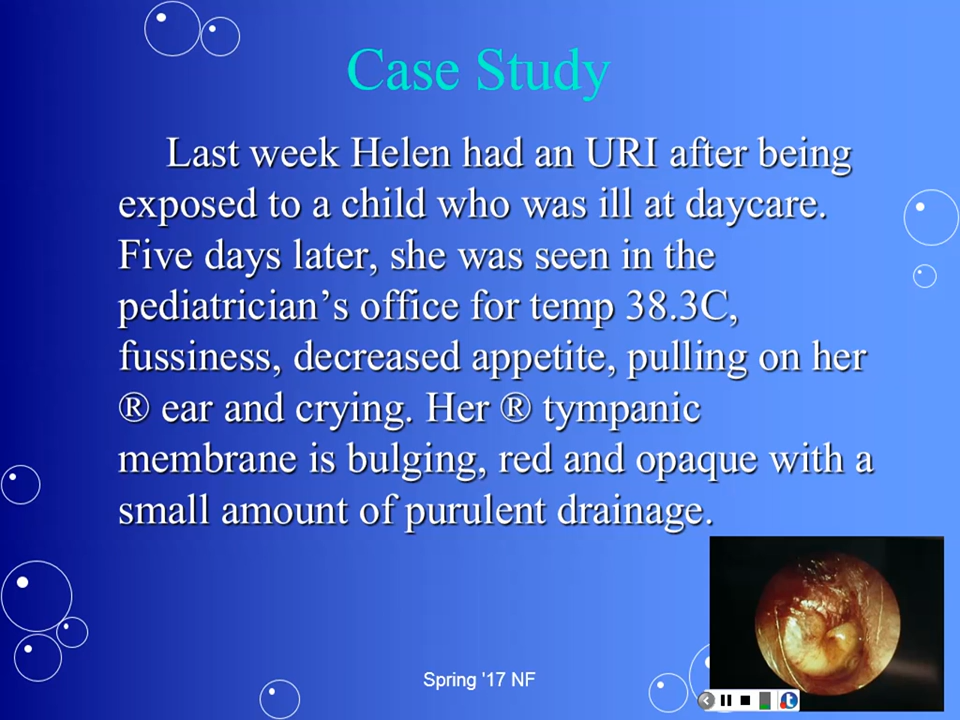 Case Study
Last week Helen had an URI after being
exposed to a child who was ill at daycare.
Five days later, she was seen in the
pediatrician’s office for temp 38.3C,
fussiness, decreased appetite, pulling on her
® ear and crying. Her ® tympanic
membrane is bulging, red and opaque with a
small amount of purulent drainage.
Spring '17 NF